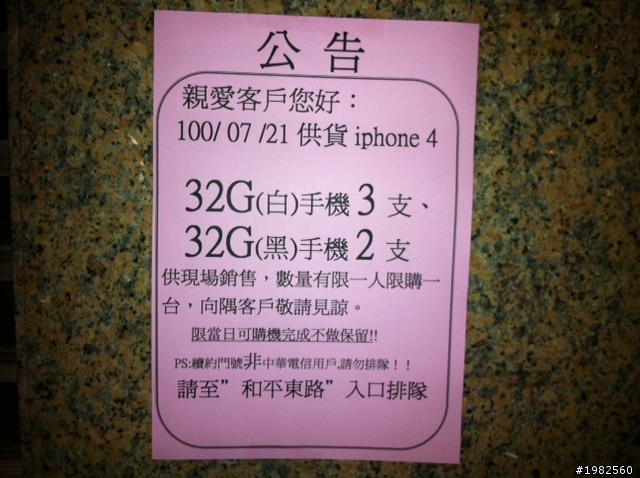 公 告
親愛客戶您好：
100/ 07 /21 供貨 iphone 4
32G(白)手機 3 支、
32G(黑)手機 2 支
供現場銷售，數量有限一人限購一
台，向隅客戶敬請見諒。
限當日可購機完成不做保留!!
PS:續約門號非中華電信用戶,請勿排隊！！
請至”和平東路”入口排隊
#1982560